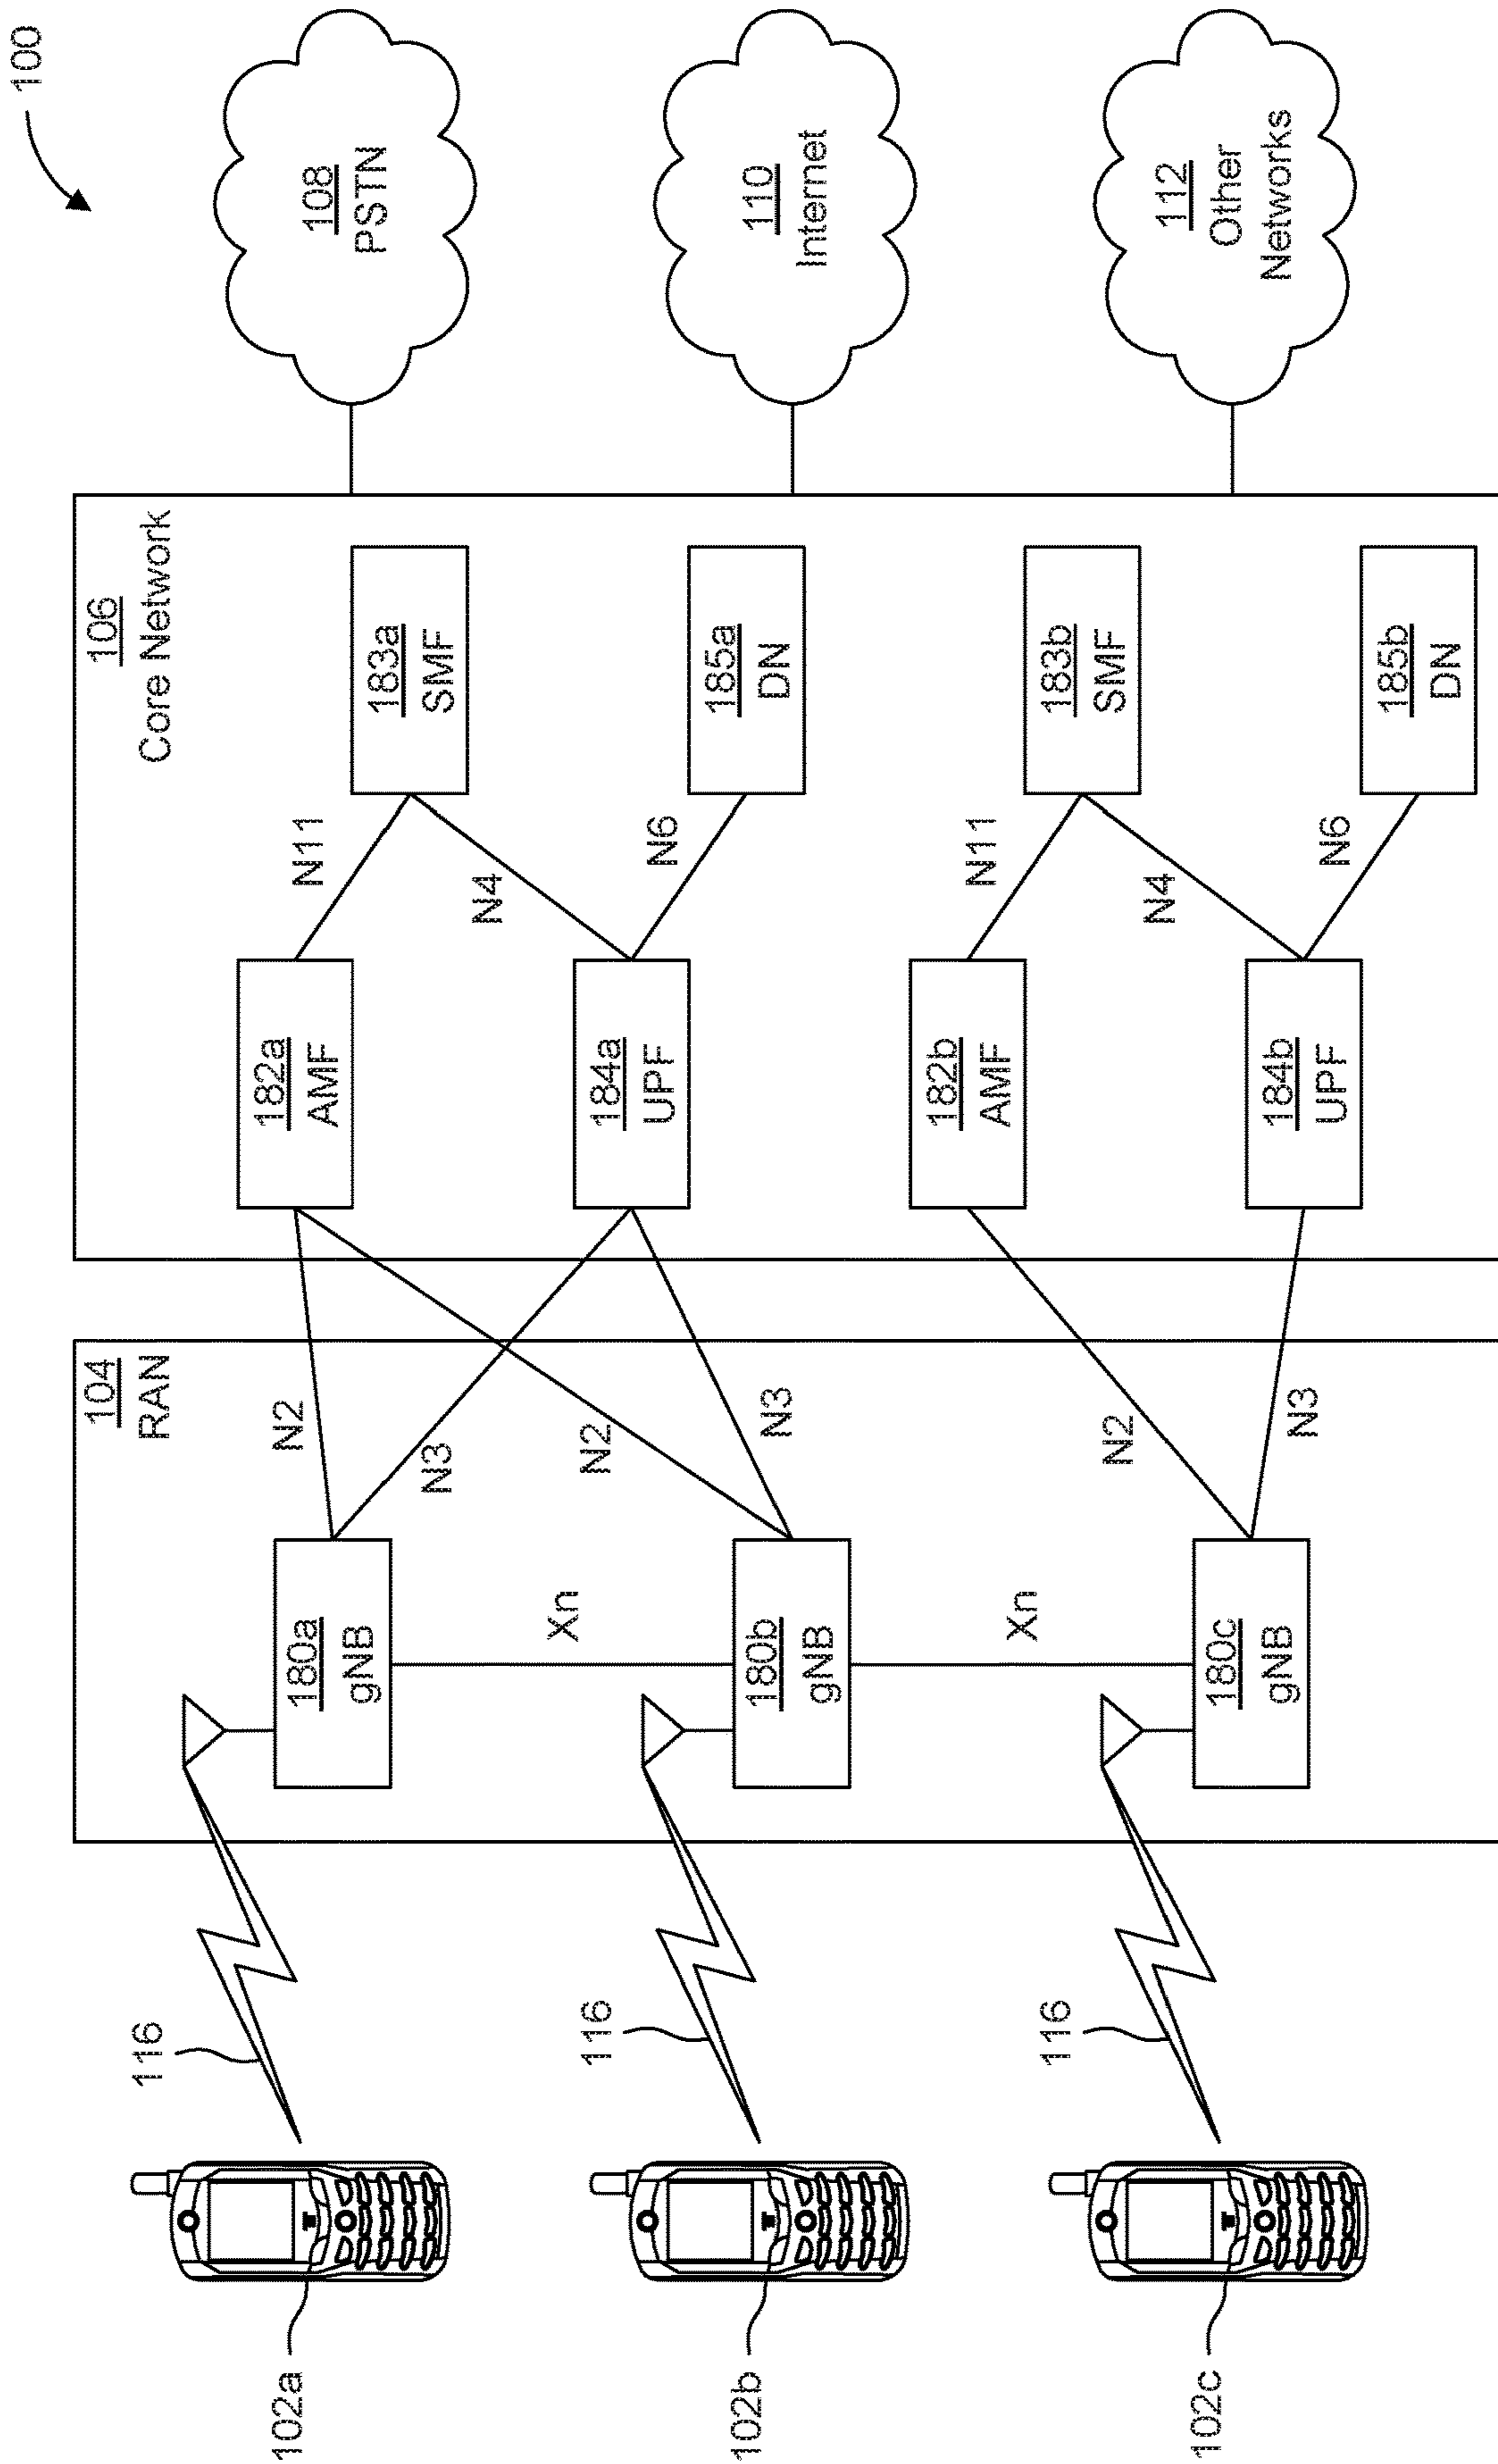 100
108
PSTN
110
Internet
112
Other
Networks
106
Core Network
183a
SMF
185a
DN
183b
SMF
185b
DN
N11
N4
N6
N11
N4
N6
182a
AMF
184a
UPF
182b
AMF
184b
UPF
104
RAN
N2
N3
N2
N3
N2
N3
180a
gNB
Xn
180b
gNB
Xn
180c
gNB
116
116
116
102a
102b
102c